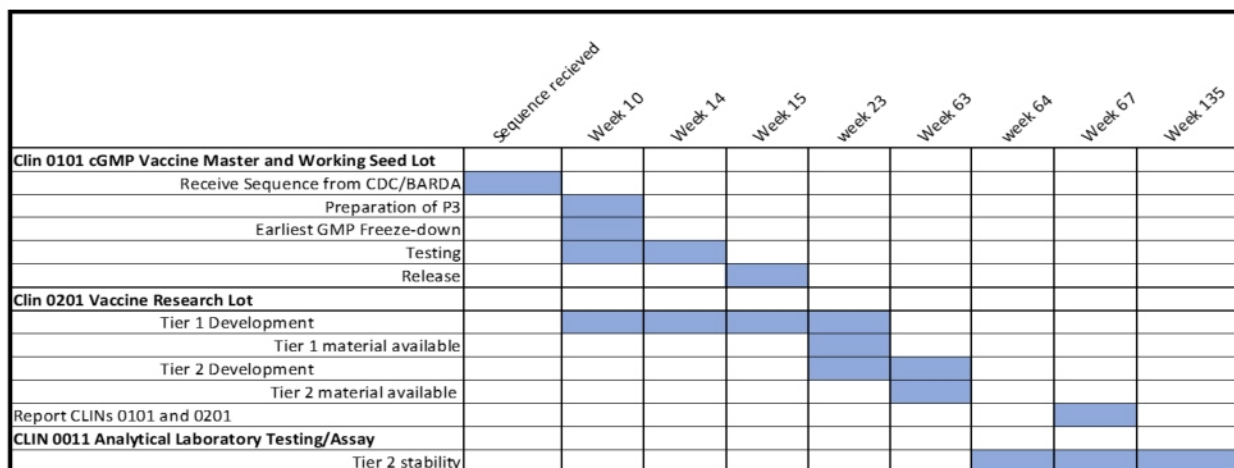 Sequence recieved
Week 10
Week 14
Week 15
week 23
Week 63
week 64
Week 67
Week 135
Clin 0101 cGMP Vaccine Master and Working Seed Lot
Receive Sequence from CDC/BARDA
Preparation of P3
Earliest GMP Freeze-down
Testing
Release
Clin 0201 Vaccine Research Lot
Tier 1 Development
Tier 1 material available
Tier 2 Development
Tier 2 material available
Report CLINs 0101 and 0201
CLIN 0011 Analytical Laboratory Testing/Assay
Tier 2 stability